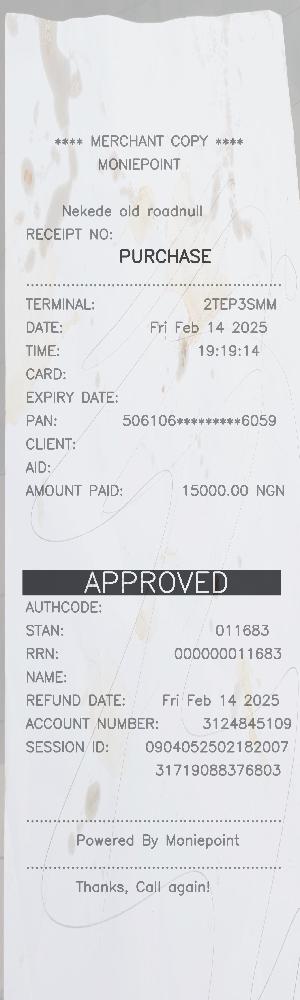 **** MERCHANT COPY ****
MONIEPOINT
Nekede old roadnull
RECEIPT NO:
PURCHASE
TERMINAL: 2TEP3SMM
DATE: Fri Feb 14 2025
TIME: 19:19:14
CARD:
EXPIRY DATE:
PAN: 506106*********6059
CLIENT:
AID:
AMOUNT PAID: 15000.00 NGN
APPROVED
AUTHCODE:
STAN: 011683
RRN: 000000011683
NAME:
REFUND DATE: Fri Feb 14 2025
ACCOUNT NUMBER: 3124845109
SESSION ID: 0904052502182007
31719088376803
Powered By Moniepoint
Thanks, Call again!